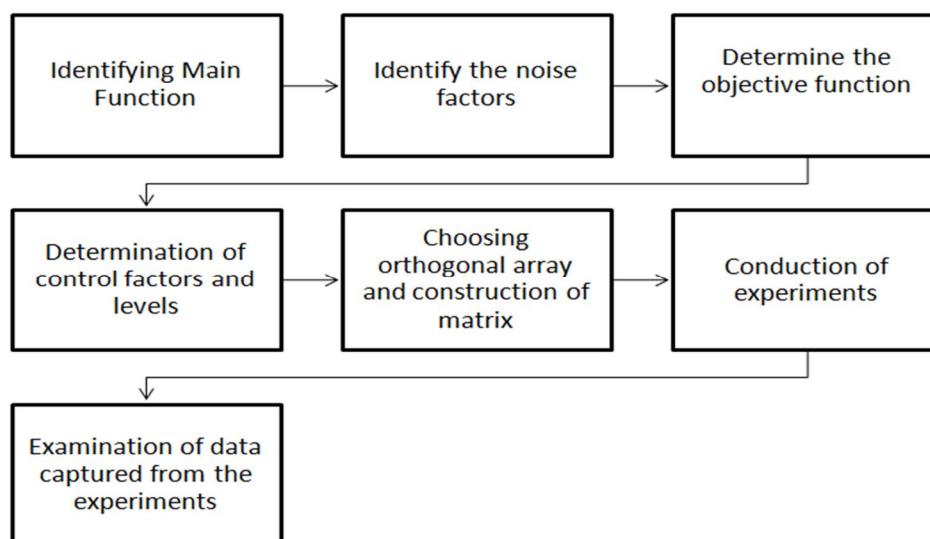 Identifying Main
Function
Identify the noise
factors
Determine the
objective function
Determination of
control factors and
levels
Choosing
orthogonal array
and construction of
matrix
Conduction of
experiments
Examination of data
captured from the
experiments